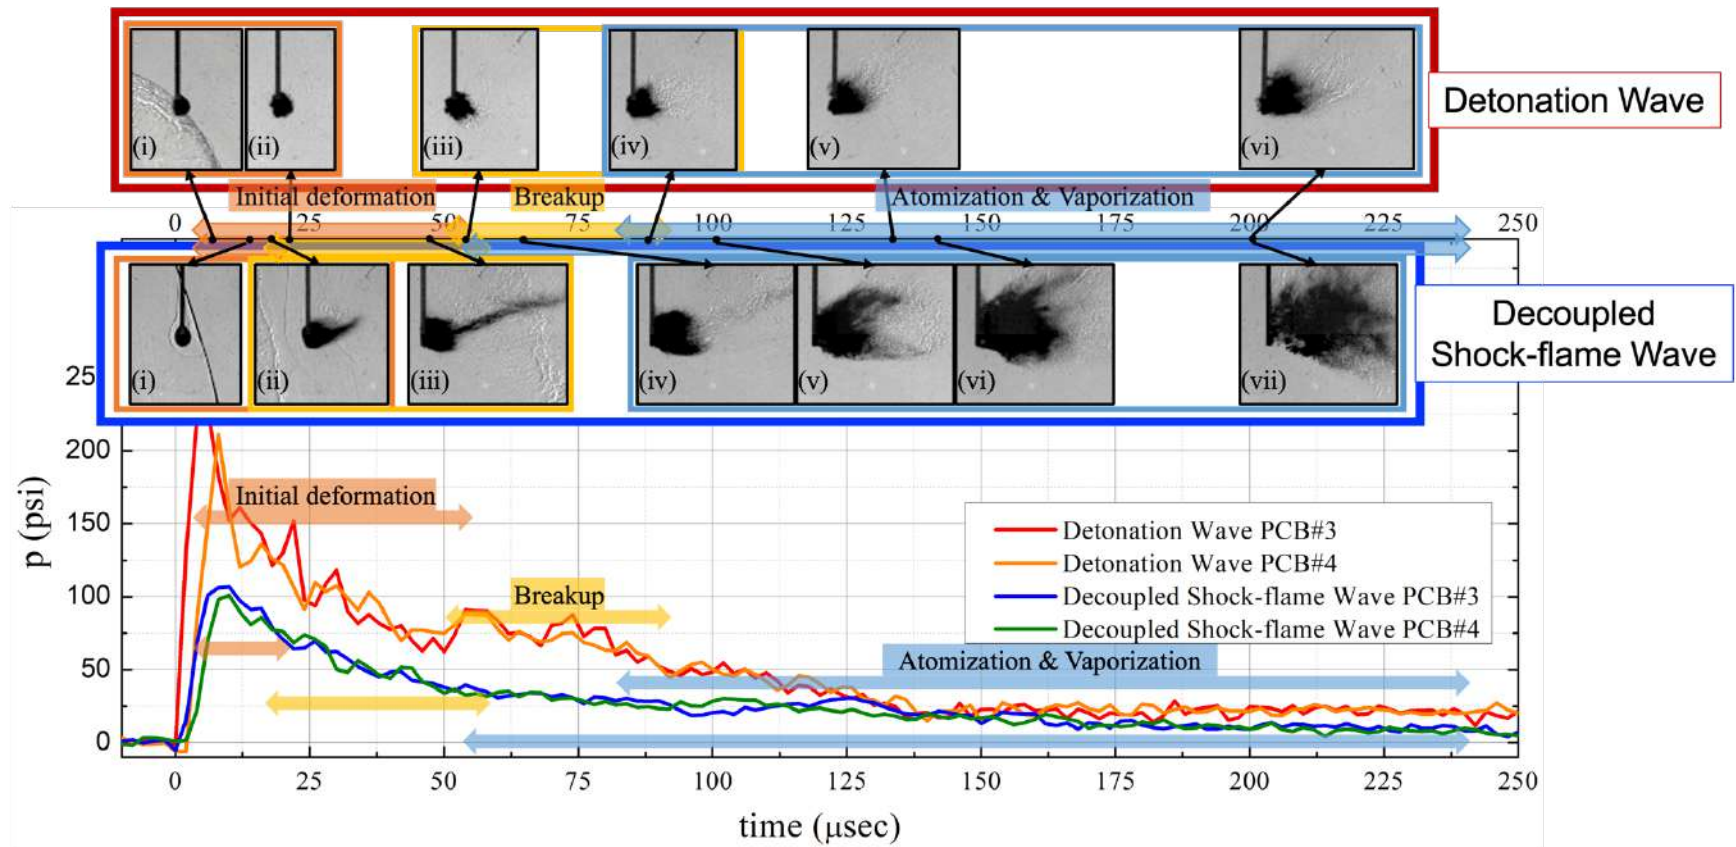 (i)
(ii)
(iii)
(iv)
(v)
(vi)
Detonation Wave
Initial deformation
Breakup
Atomization & Vaporization
0 25 50 75 100 125 150 175 200 225 250
(i)
(ii)
(iii)
(iv)
(v)
(vi)
(vii)
Decoupled
Shock-flame Wave
25
200
150
100
50
0
p (psi)
Initial deformation
Breakup
Atomization & Vaporization
Detonation Wave PCB#3
Detonation Wave PCB#4
Decoupled Shock-flame Wave PCB#3
Decoupled Shock-flame Wave PCB#4
0 25 50 75 100 125 150 175 200 225 250
time (μsec)